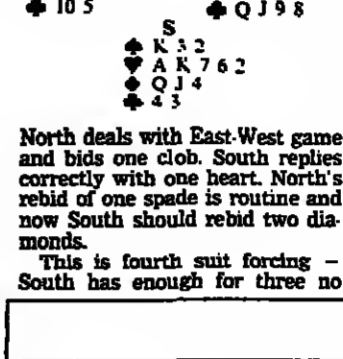 ♣ 10 5 ♣ Q J 9 8
S
♠ K 3 2
♥ A K 7 6 2
♦ Q J 4
♣ 4 3
North deals with East-West game
and bids one clob. South replies
correctly with one heart. North's
rebid of one spade is routine and
now South should rebid two dia-
monds.
This is fourth suit forcing –
South has enough for three no